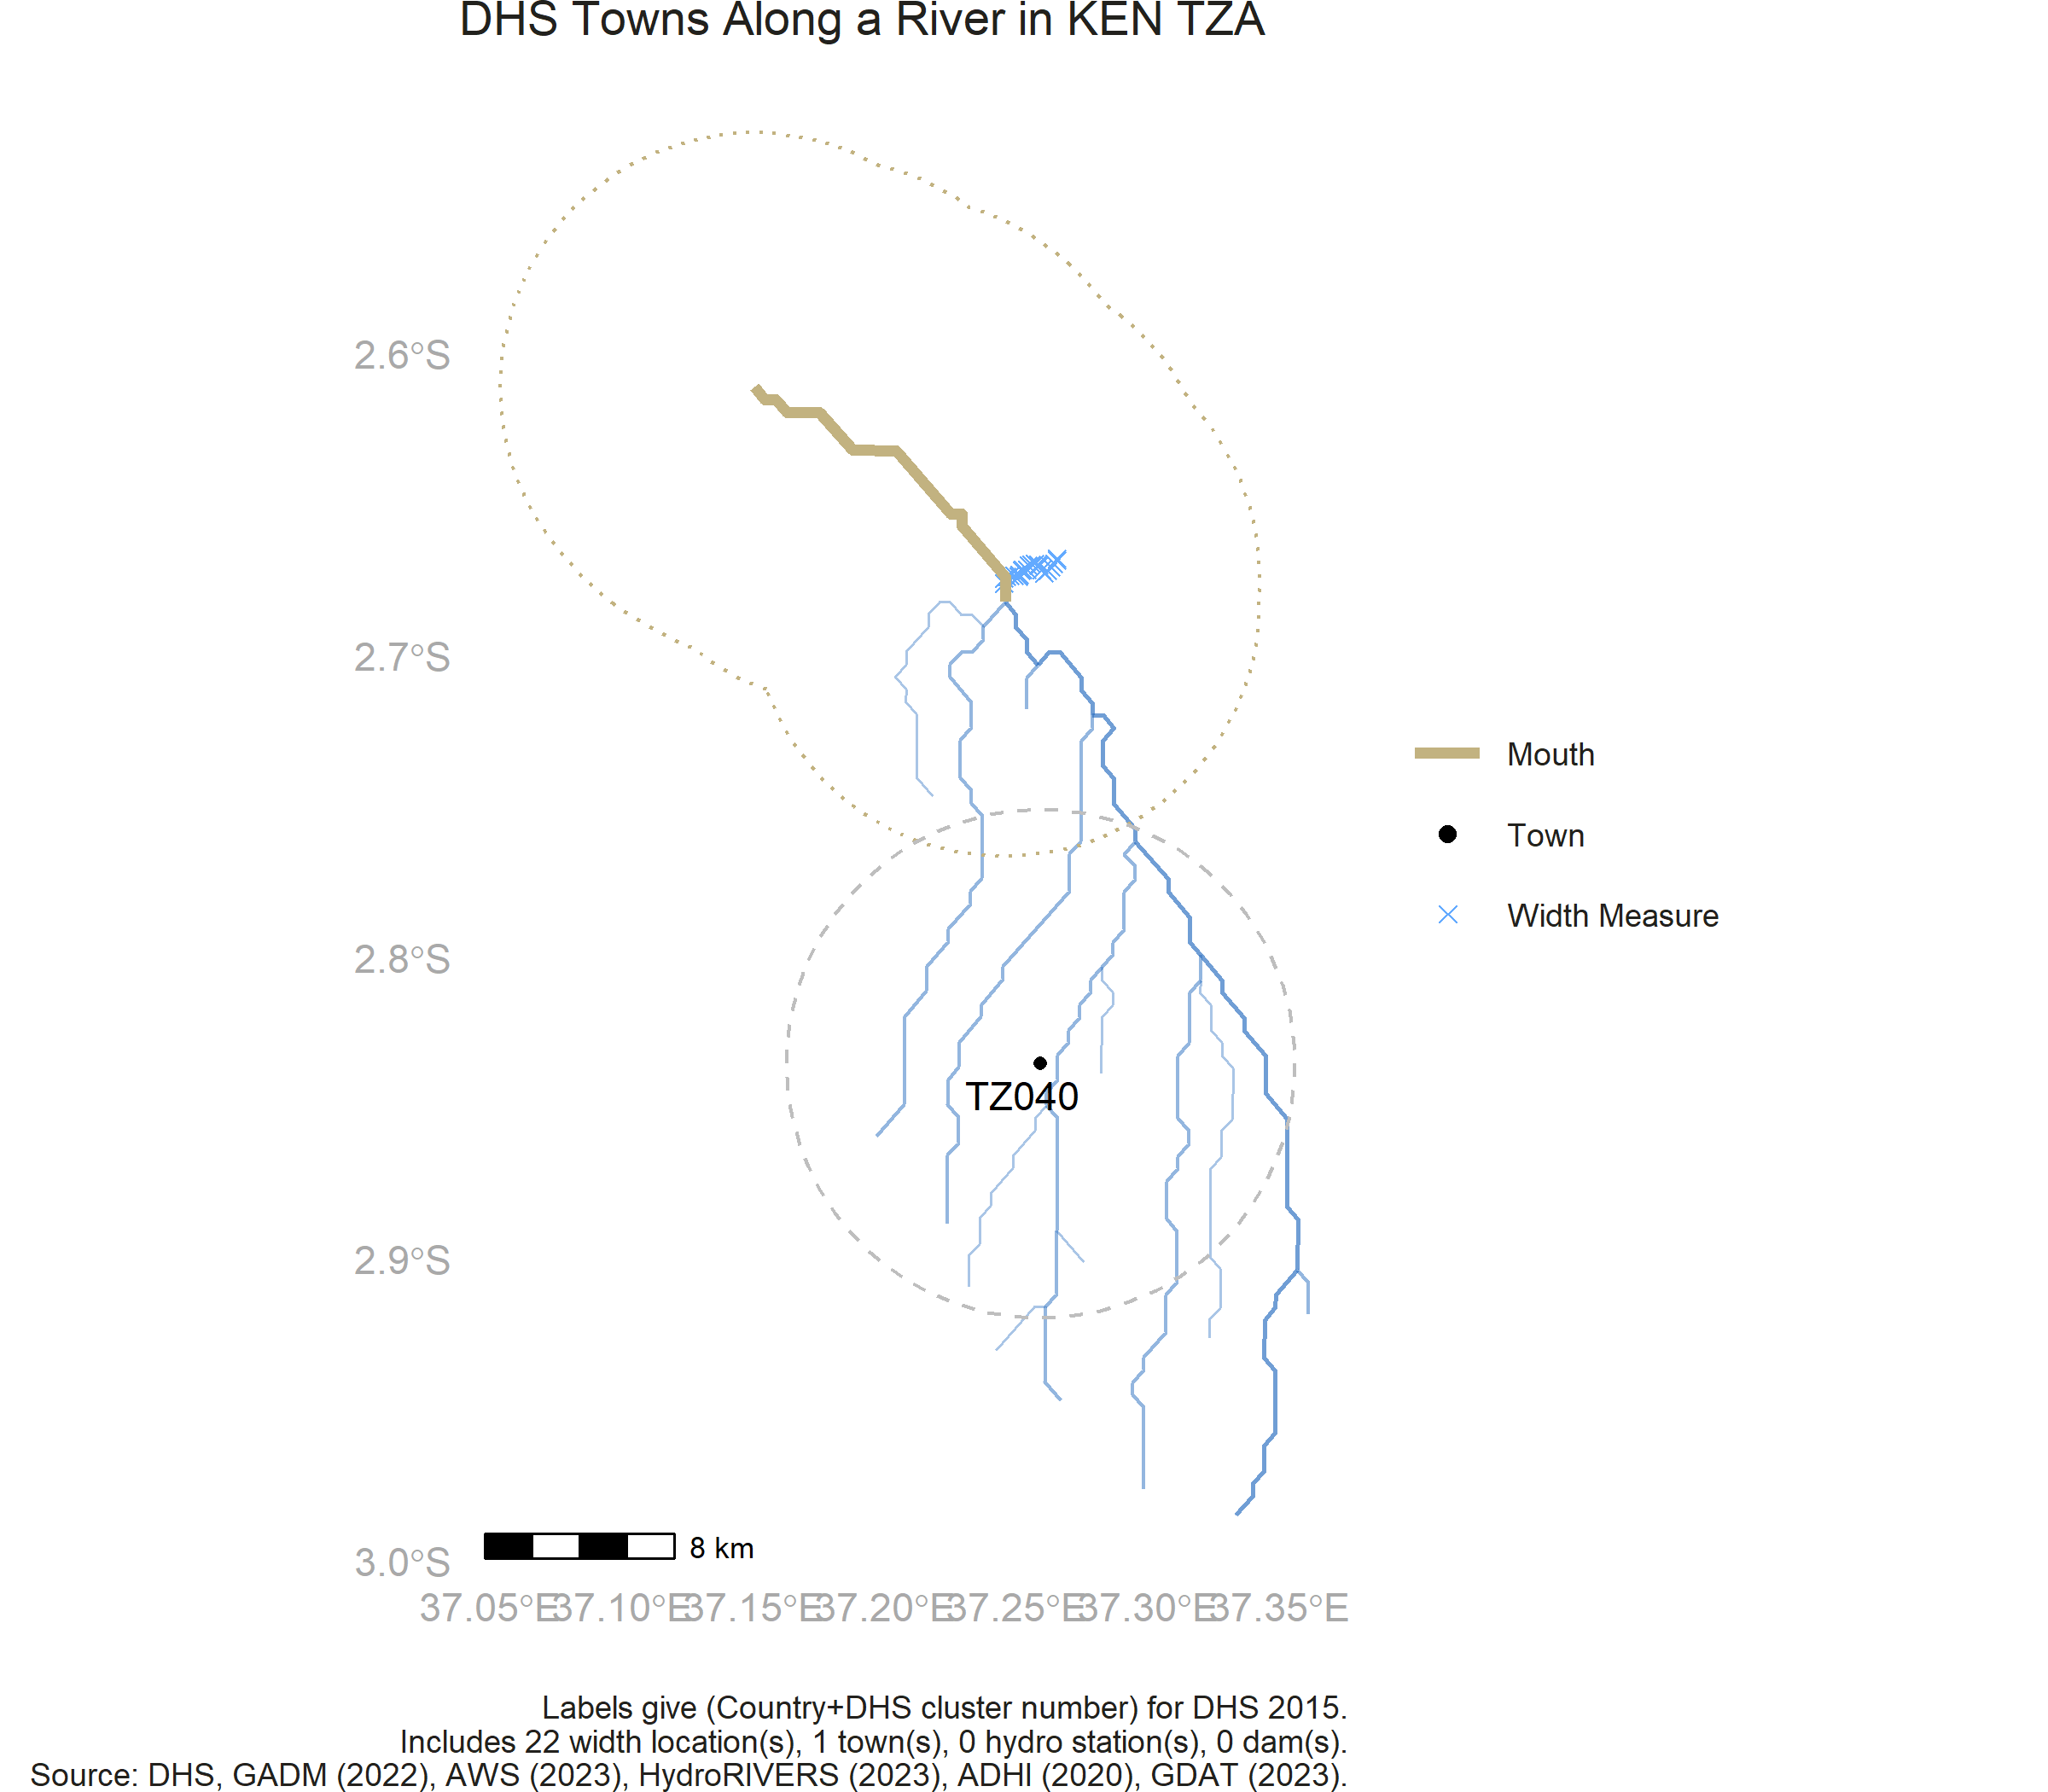 DHS Towns Along a River in KEN TZA
2.6°S
2.7°S
2.8°S
2.9°S
3.0°S
Mouth
Town
Width Measure
TZ040
8 km
37.05°E 37.10°E 37.15°E 37.20°E 37.25°E 37.30°E 37.35°E
Labels give (Country+DHS cluster number) for DHS 2015.
Includes 22 width location(s), 1 town(s), 0 hydro station(s), 0 dam(s).
Source: DHS, GADM (2022), AWS (2023), HydroRIVERS (2023), ADHI (2020), GDAT (2023).